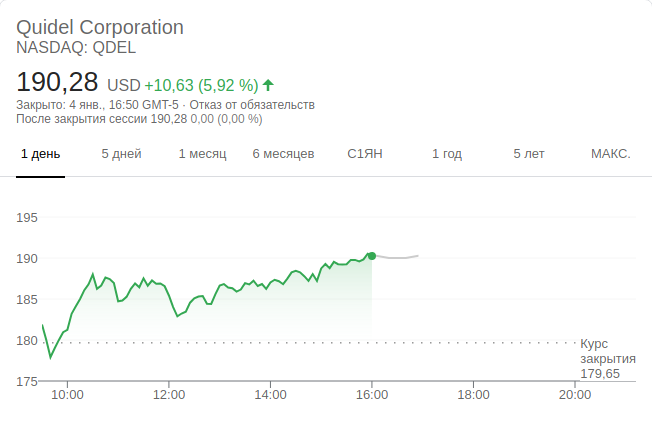 Quidel Corporation
NASDAQ: QDEL
190,28 USD +10,63 (5,92 %)
Закрыто: 4 янв., 16:50 GMT-5 · Отказ от обязательств
После закрытия сессии 190,28 0,00 (0,00 %)
1 день 5 дней 1 месяц 6 месяцев С1ЯН 1 год 5 лет МАКС.
195
190
185
180
Курс
закрытия
179,65
175
10:00 12:00 14:00 16:00 18:00 20:00